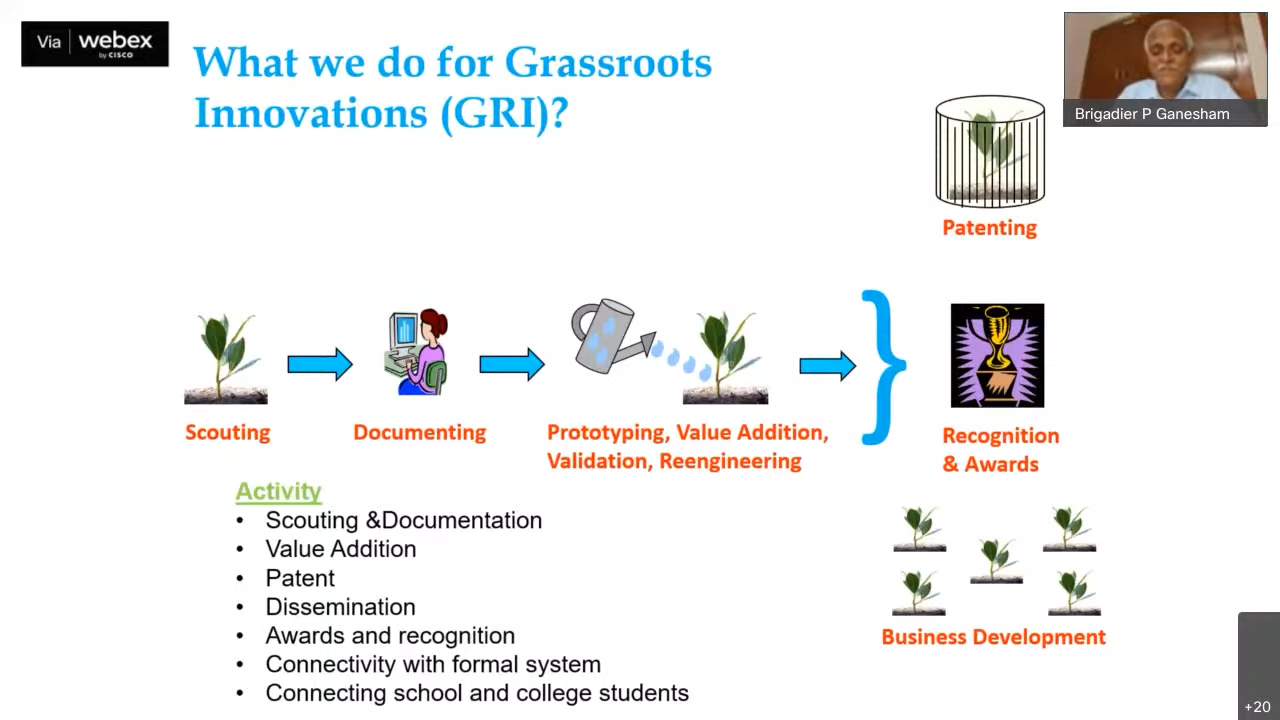 Via webex
by CISCO
What we do for Grassroots
Innovations (GRI)?
Brigadier P Ganesham
Patenting
Scouting
Documenting
Prototyping, Value Addition,
Validation, Reengineering
Recognition
& Awards
Activity
• Scouting &Documentation
• Value Addition
• Patent
• Dissemination
• Awards and recognition
• Connectivity with formal system
• Connecting school and college students
Business Development
+20